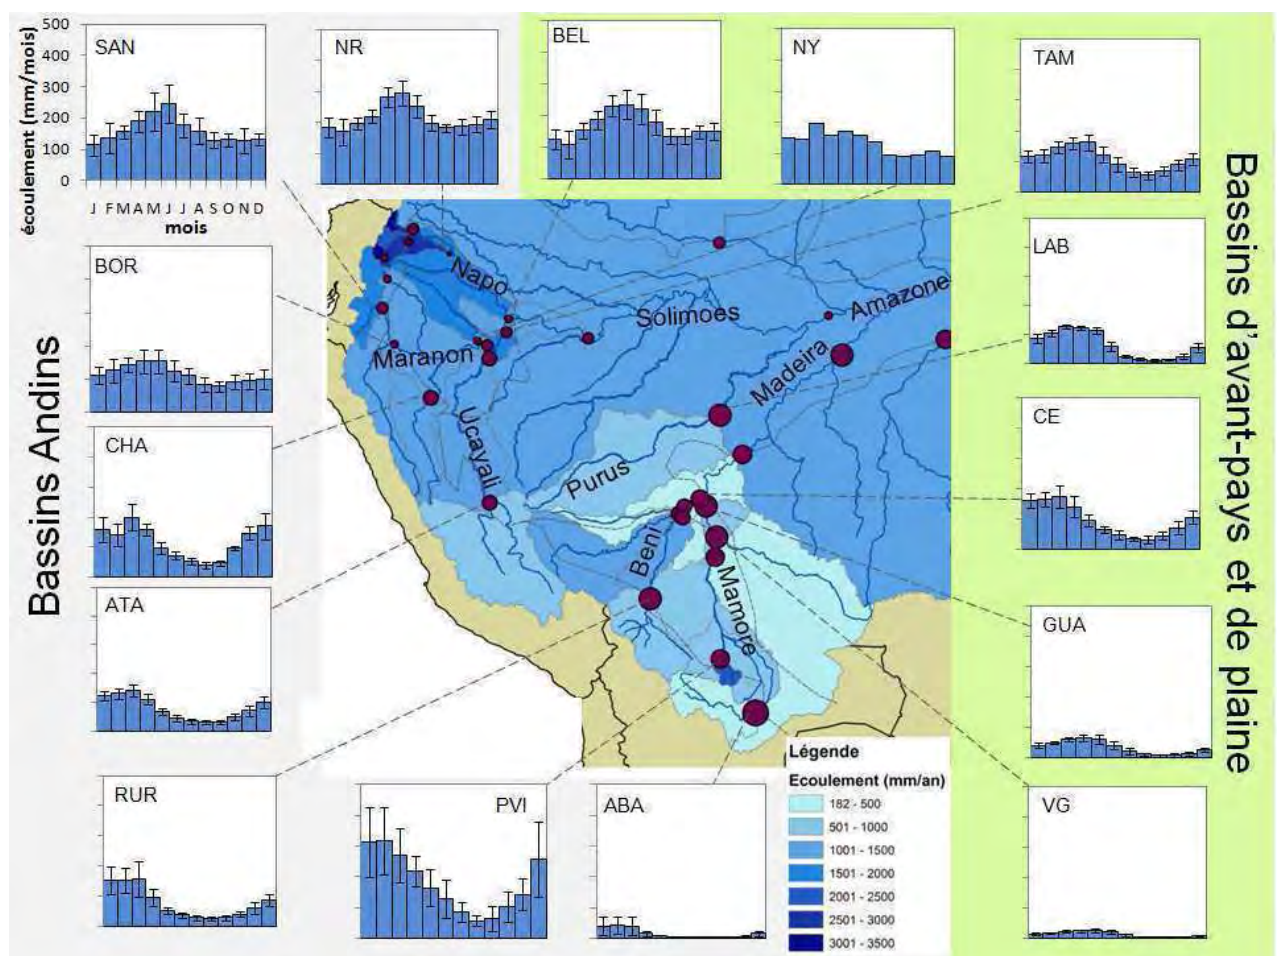 500
400
300
200
100
0
écoulement (mm/mois)
SAN
J F M A M J J A S O N D
mois
NR
BEL
NY
TAM
BOR
LAB
CHA
CE
ATA
GUA
RUR
PVI
ABA
VG
Bassins Andins
Bassins d'avant-pays et de plaine
Napo
Solimoes
Amazone
Maranon
Madeira
Ucayali
Purus
Beni
Mamore
Légende
Ecoulement (mm/an)
182 - 500
501 - 1000
1001 - 1500
1501 - 2000
2001 - 2500
2501 - 3000
3001 - 3500